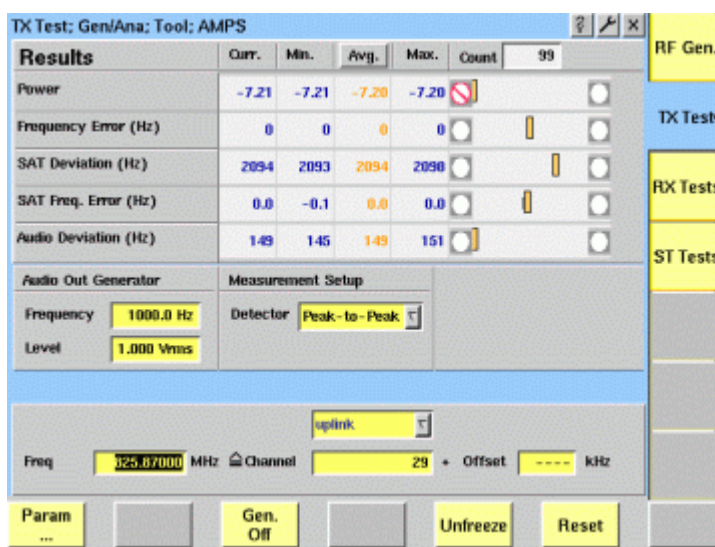 TX Test; Gen/Ana; Tool; AMPS ? ×
Results Curr. Min. Avg. Max. Count 99
Power -7.21 -7.21 -7.20 -7.20
Frequency Error (Hz) 0 0 0 0
SAT Deviation (Hz) 2094 2093 2094 2098
SAT Freq. Error (Hz) 0.0 -0.1 0.0 0.0
Audio Deviation (Hz) 149 145 149 151
Audio Out Generator Measurement Setup
Frequency 1000.0 Hz Detector Peak-to-Peak
Level 1.000 Vrms
uplink
Freq 825.87000 MHz ≙ Channel 29 + Offset ---- kHz
Param ... Gen. Off Unfreeze Reset
RF Gen.
TX Test
RX Tests
ST Tests